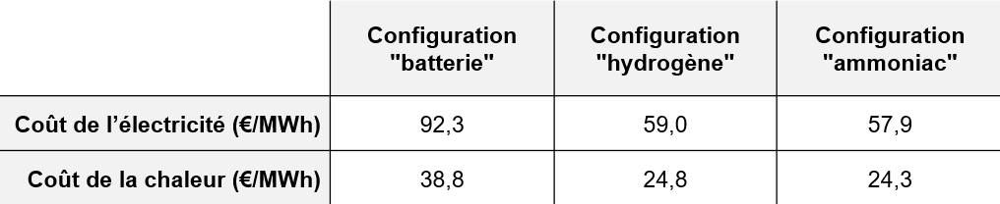 Configuration "batterie"
Configuration "hydrogène"
Configuration "ammoniac"
Coût de l’électricité (€/MWh) 92,3 59,0 57,9
Coût de la chaleur (€/MWh) 38,8 24,8 24,3